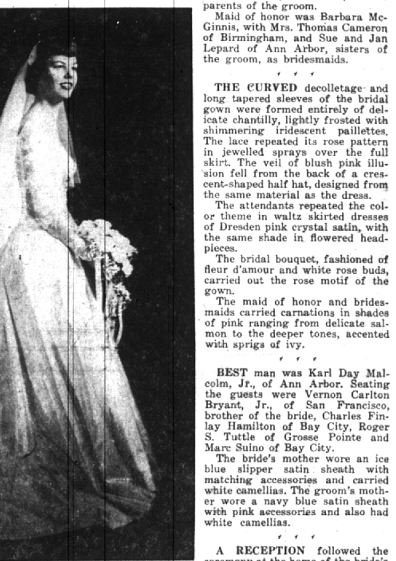 parents of the groom.
Maid of honor was Barbara Mc-
Ginnis, with Mrs. Thomas Cameron
of Birmingham, and Sue and Jan
Lepard of Ann Arbor, sisters of
the groom, as bridesmaids.
THE CURVED decolletage and
long tapered sleeves of the bridal
gown were formed entirely of del-
icate chantilly, lightly frosted with
shimmering iridescent paillettes.
The lace repeated its rose pattern
in jewelled sprays over the full
skirt. The veil of blush pink illu-
sion fell from the back of a cres-
cent-shaped half hat, designed from
the same material as the dress.
The attendants repeated the col-
or theme in waltz skirted dresses
of Dresden pink crystal satin, with
the same shade in flowered head-
pieces.
The bridal bouquet, fashioned of
fleur d'amour and white rose buds,
carried out the rose motif of the
gown.
The maid of honor and brides-
maids carried carnations in shades
of pink ranging from delicate sal-
mon to the deeper tones, accented
with sprigs of ivy.
BEST man was Karl Day Mal-
colm, Jr., of Ann Arbor. Seating
the guests were Vernon Carlton
Bryant, Jr., of San Francisco,
brother of the bride, Charles Fin-
lay Hamilton of Bay City, Roger
S. Tuttle of Grosse Pointe and
Marc Suino of Bay City.
The bride's mother wore an ice
blue slipper satin sheath with
matching accessories and carried
white camellias. The groom's moth-
er wore a navy blue satin sheath
with pink accessories and also had
white camellias.
A RECEPTION followed the
ceremony at the home of the bride's